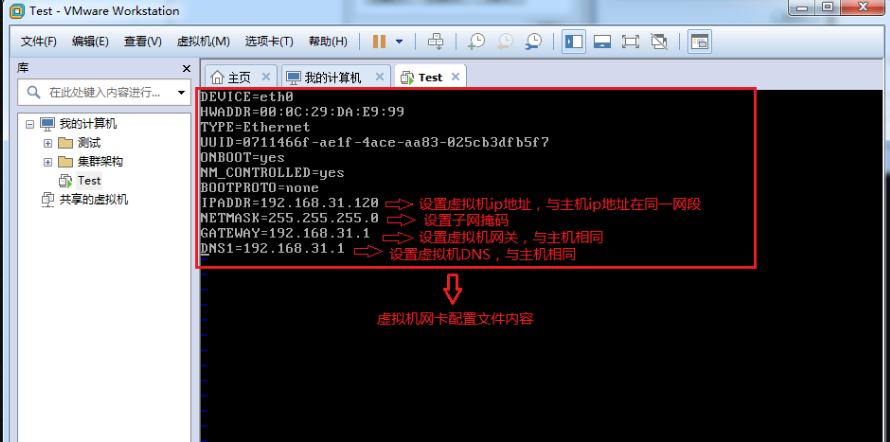 Test - VMware Workstation
文件(F) 编辑(E) 查看(V) 虚拟机(M) 选项卡(T) 帮助(H)
库
在此处键入内容进行...
我的计算机
测试
集群架构
Test
共享的虚拟机
主页 我的计算机 Test
DEVICE=eth0
HWADDR=00:0C:29:DA:E9:99
TYPE=Ethernet
UUID=0711466f-ae1f-4ace-aa83-025cb3dfb5f7
ONBOOT=yes
NM_CONTROLLED=yes
BOOTPROTO=none
IPADDR=192.168.31.120 设置虚拟机ip地址，与主机ip地址在同一网段
NETMASK=255.255.255.0 设置子网掩码
GATEWAY=192.168.31.1 设置虚拟机网关，与主机相同
DNS1=192.168.31.1 设置虚拟机DNS，与主机相同
虚拟机网卡配置文件内容